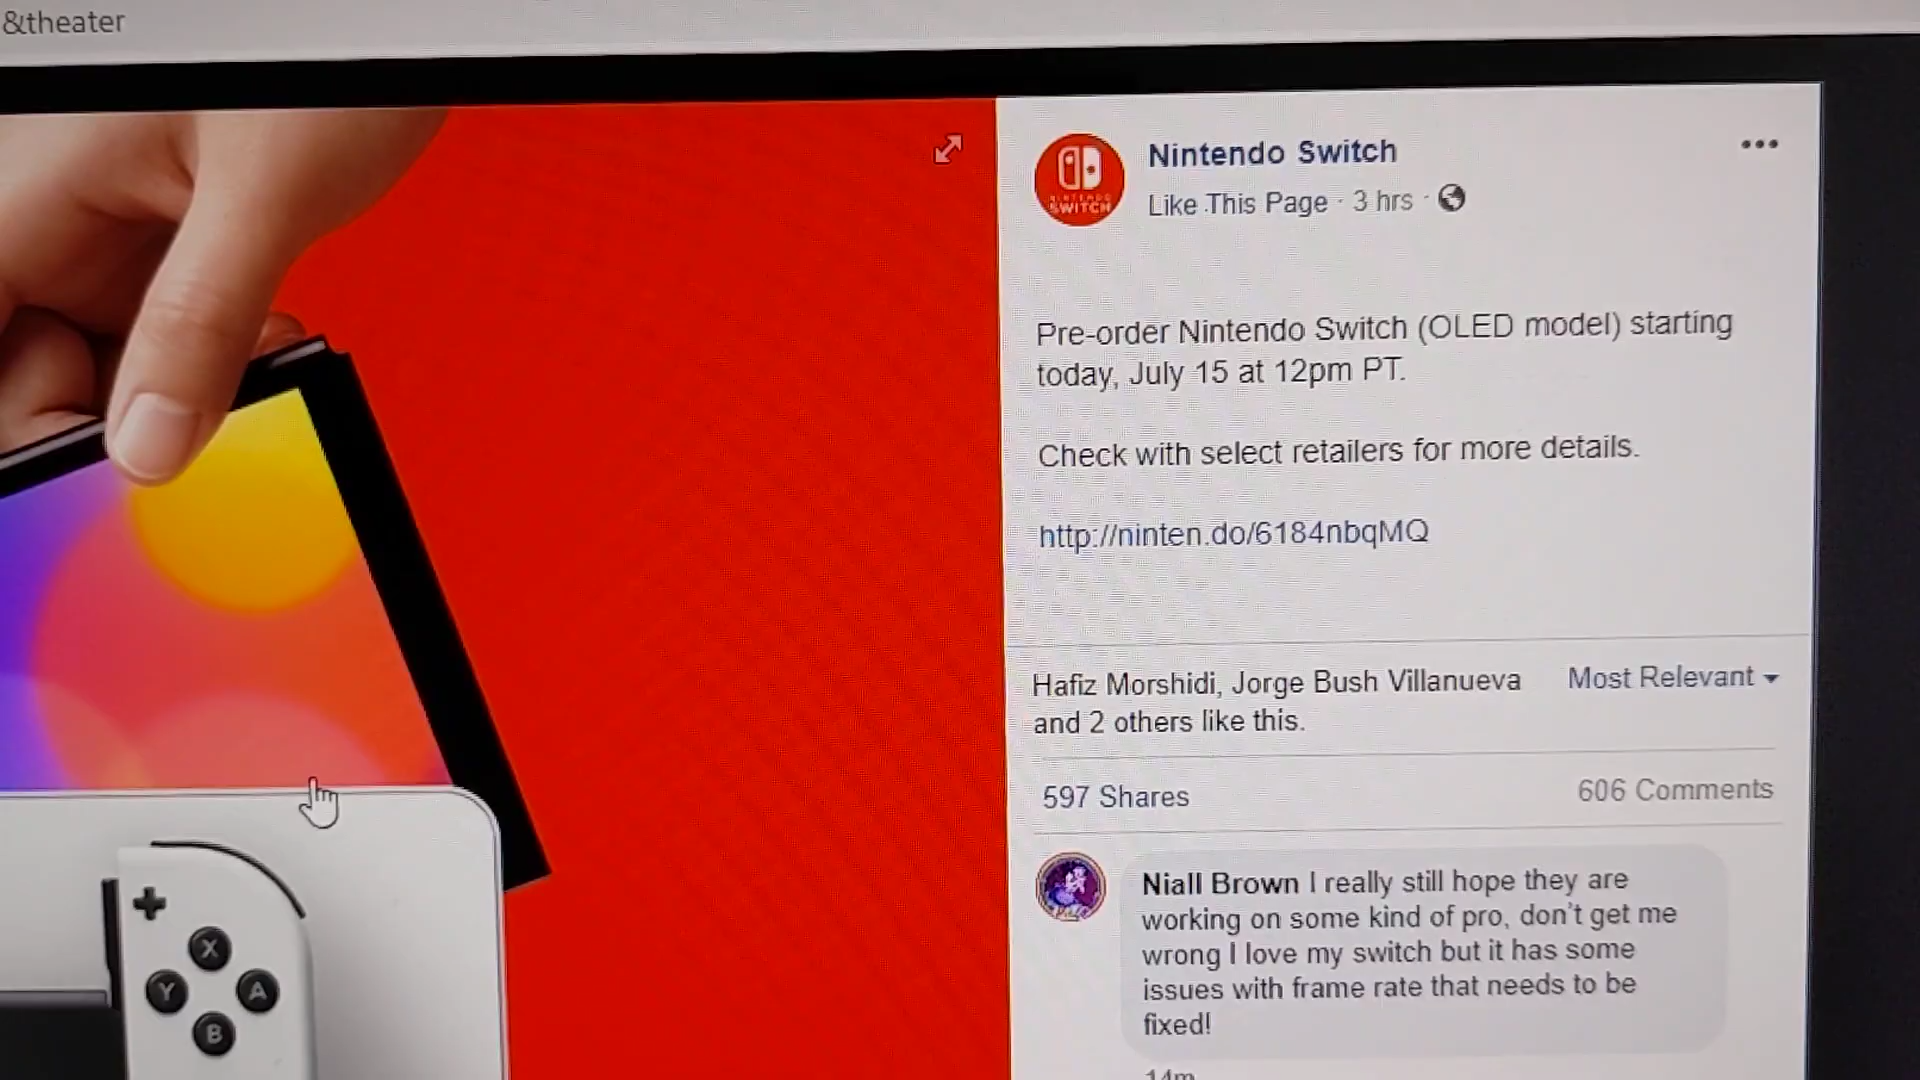 &theater
Nintendo Switch
Like This Page · 3 hrs ·
NINTENDO
SWITCH
Pre-order Nintendo Switch (OLED model) starting
today, July 15 at 12pm PT.
Check with select retailers for more details.
http://ninten.do/6184nbqMQ
Hafiz Morshidi, Jorge Bush Villanueva
and 2 others like this.
Most Relevant
597 Shares
606 Comments
Niall Brown I really still hope they are
working on some kind of pro, don't get me
wrong I love my switch but it has some
issues with frame rate that needs to be
fixed!
14m
X
Y
A
B